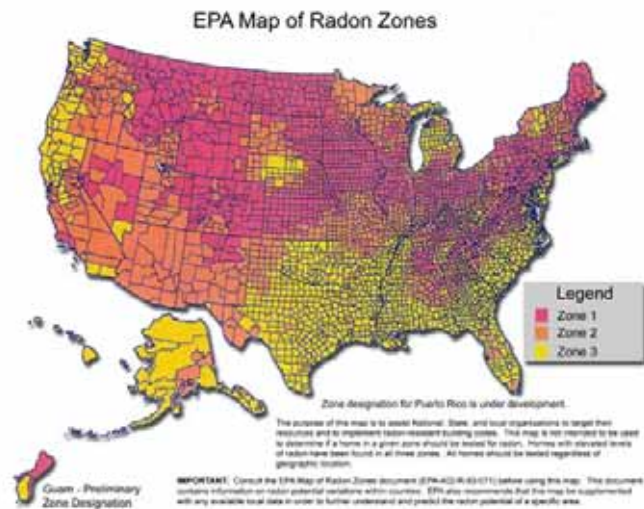 EPA Map of Radon Zones
Legend
Zone 1
Zone 2
Zone 3
Zone designation for Puerto Rico is under development.
The purpose of this map is to assist National, State, and local organizations to target their
resources and to implement radon-resistant building codes. This map is not intended to be used
to determine if a home in a given zone should be tested for radon. Homes with elevated levels
of radon have been found in all three zones. All homes should be tested regardless of
geographic location.
IMPORTANT: Consult the EPA Map of Radon Zones document (EPA-402-R-93-071) before using this map. This document
contains information on radon potential variations within counties. EPA also recommends that this map be supplemented
with any available local data in order to further understand and predict the radon potential of a specific area.
Guam - Preliminary
Zone Designation